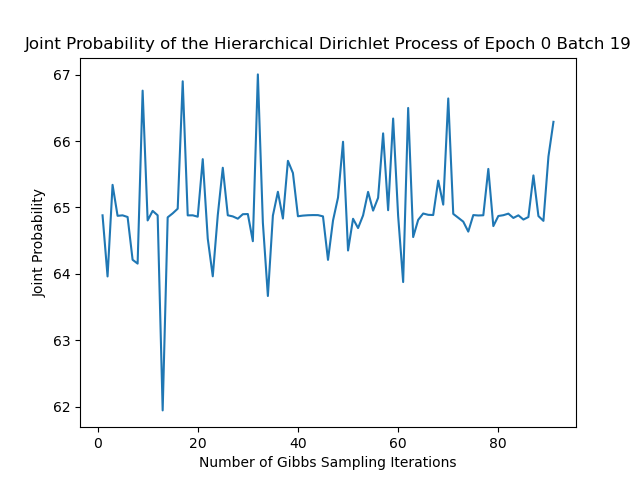 Joint Probability of the Hierarchical Dirichlet Process of Epoch 0 Batch 19
67
66
65
64
63
62
Joint Probability
0 20 40 60 80
Number of Gibbs Sampling Iterations